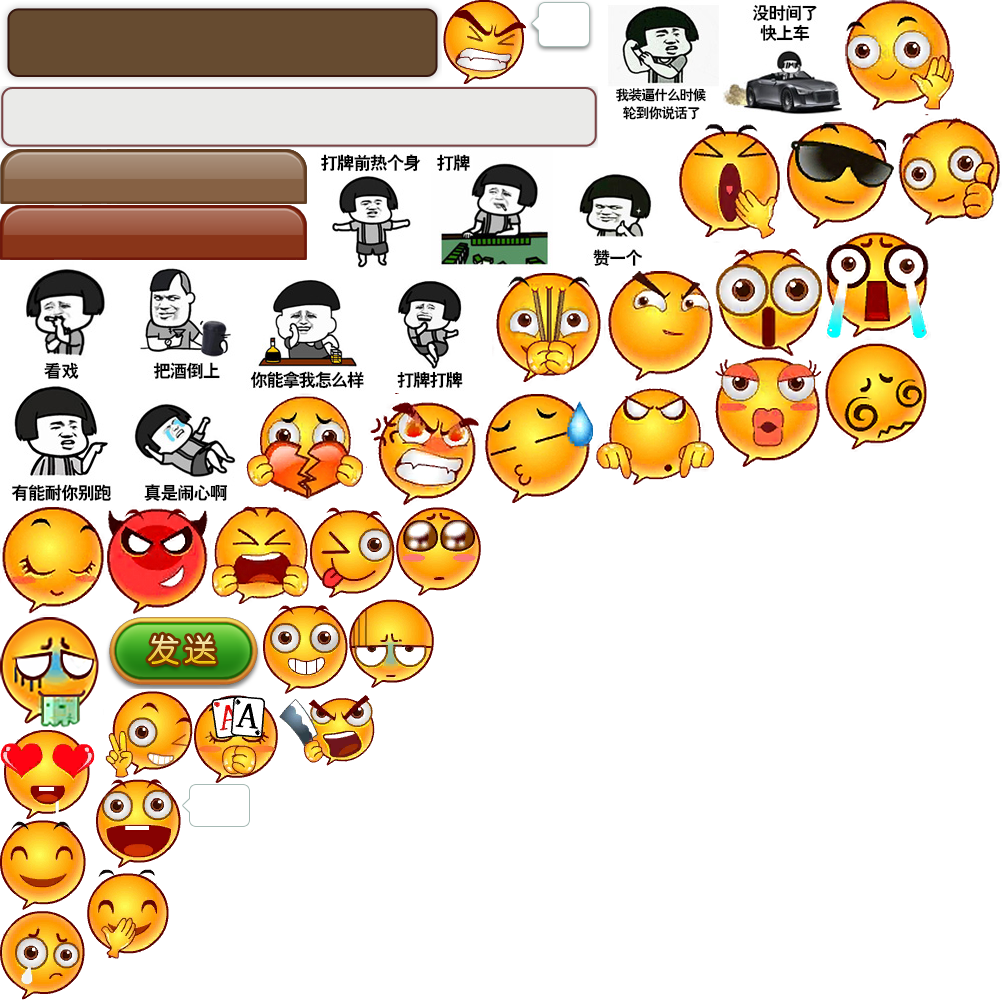 没时间了
快上车
我装逼什么时候
轮到你说话了
打牌前热个身
打牌
赞一个
看戏
把酒倒上
你能拿我怎么样
打牌打牌
有能耐你别跑
真是闹心啊
发送
A
A